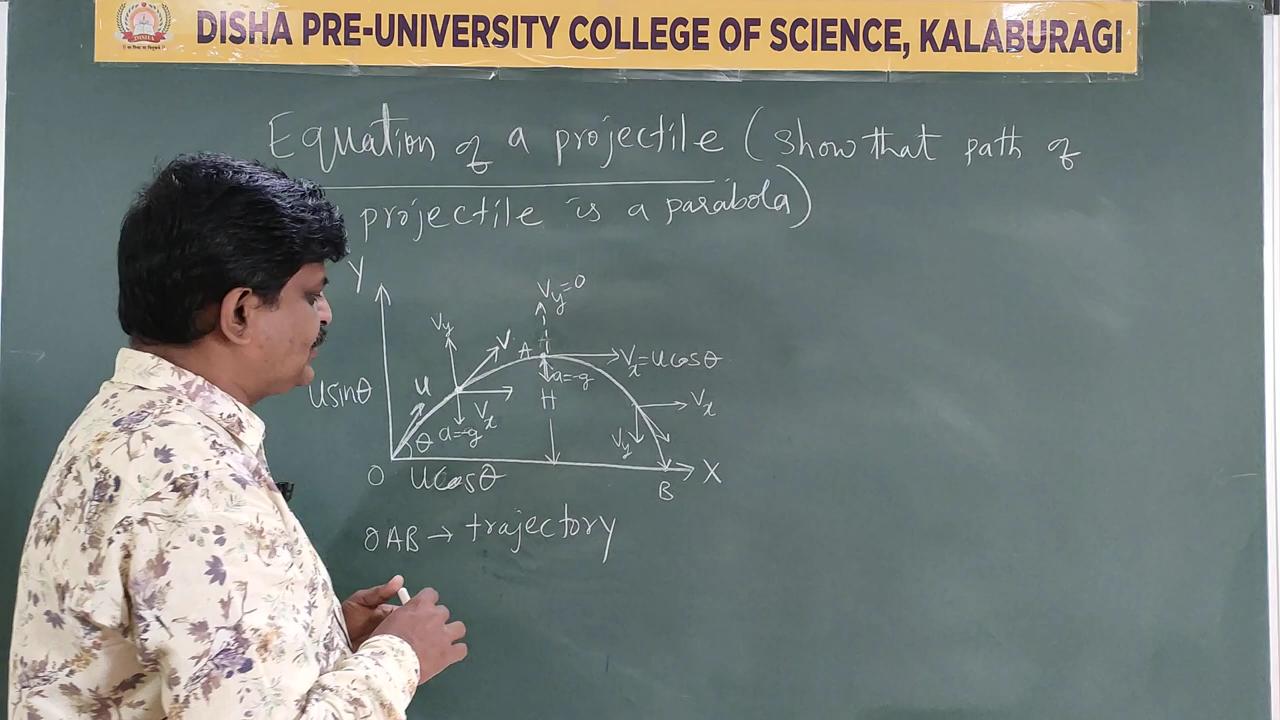 DISHA PRE-UNIVERSITY COLLEGE OF SCIENCE, KALABURAGI
DISHA
Equation of a projectile (show that path of
projectile is a parabola)
Y
Vy=0
Vy
V
A
Vx=ucosθ
a=-g
usinθ
u
H
Vx
Vx
θ
a=-g
Vy
O
ucosθ
X
B
OAB → trajectory